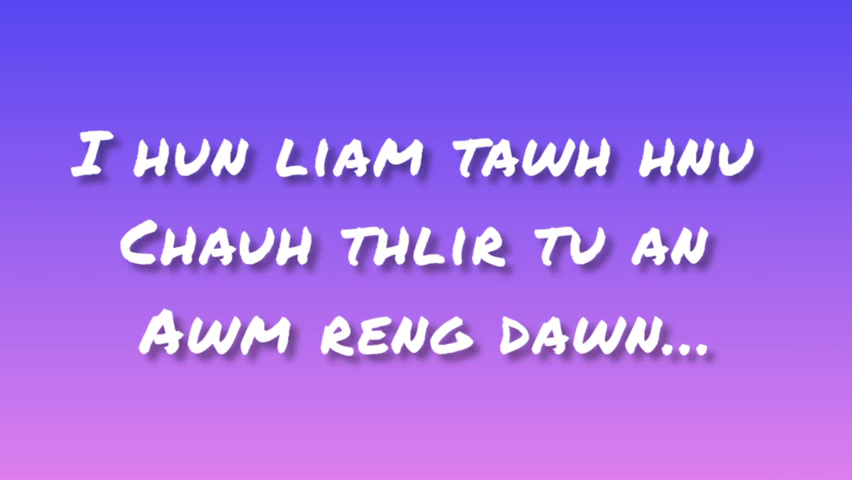 I hun liam tawh hnu
Chauh thlir tu an
Awm reng dawn...